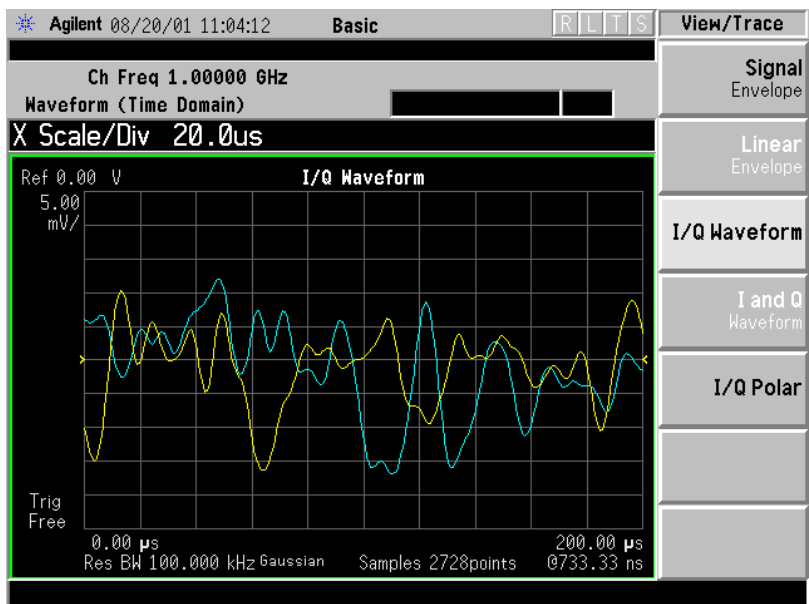 Agilent 08/20/01 11:04:12 Basic R L T S View/Trace
Ch Freq 1.00000 GHz
Waveform (Time Domain)
X Scale/Div 20.0us
Ref 0.00 V I/Q Waveform
5.00
mV/
Trig
Free
0.00 µs 200.00 µs
Res BW 100.000 kHz Gaussian Samples 2728points @733.33 ns
Signal
Envelope
Linear
Envelope
I/Q Waveform
I and Q
Waveform
I/Q Polar